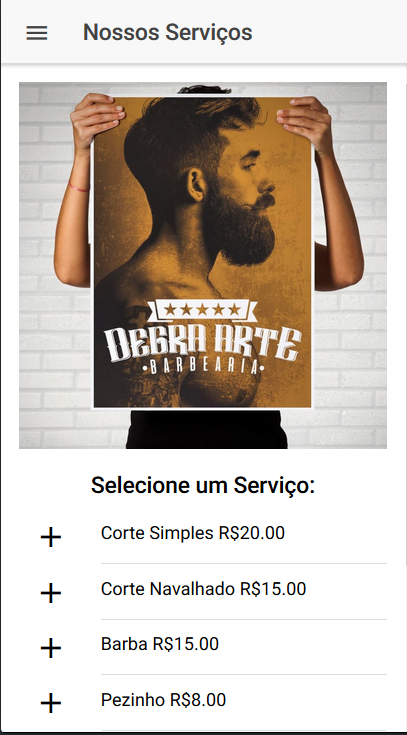 Nossos Serviços
DEGRA ARTE
•BARBEARIA•
Selecione um Serviço:
Corte Simples R$20.00
Corte Navalhado R$15.00
Barba R$15.00
Pezinho R$8.00